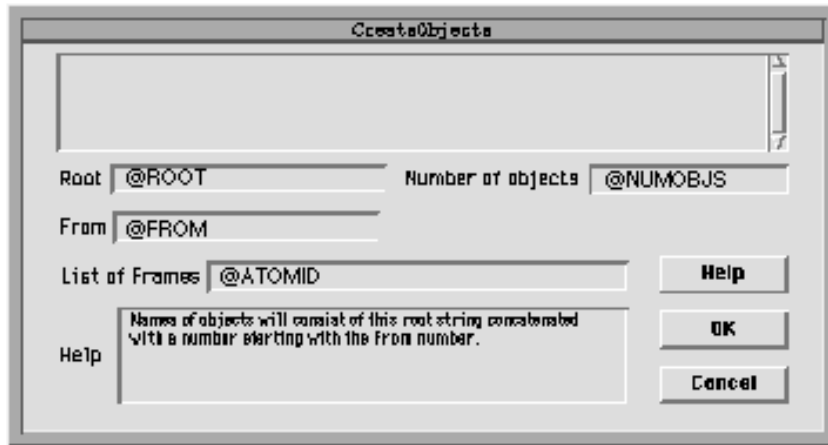 CreateObjects
Root @ROOT Number of objects @NUMOBJS
From @FROM
List of Frames @ATOMID
Help
Names of objects will consist of this root string concatenated
with a number starting with the From number.
Help
OK
Cancel